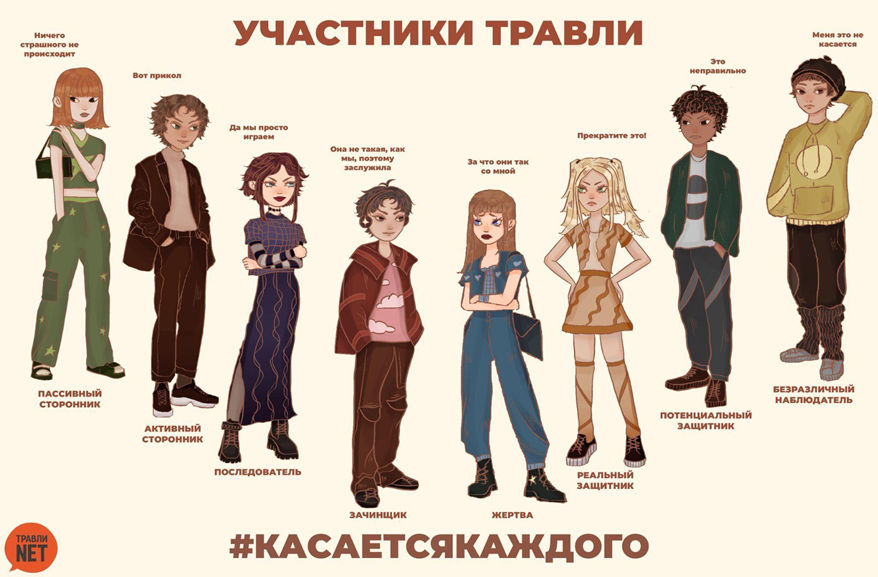 УЧАСТНИКИ ТРАВЛИ
Ничего
страшного не
происходит
Вот прикол
Да мы просто
играем
Она не такая, как
мы, поэтому
заслужила
За что они так
со мной
Прекратите это!
Это
неправильно
Меня это не
касается
ПАССИВНЫЙ
СТОРОННИК
АКТИВНЫЙ
СТОРОННИК
ПОСЛЕДОВАТЕЛЬ
ЗАЧИНЩИК
ЖЕРТВА
РЕАЛЬНЫЙ
ЗАЩИТНИК
ПОТЕНЦИАЛЬНЫЙ
ЗАЩИТНИК
БЕЗРАЗЛИЧНЫЙ
НАБЛЮДАТЕЛЬ
ТРАВЛИ
NET
#КАСАЕТСЯКАЖДОГО